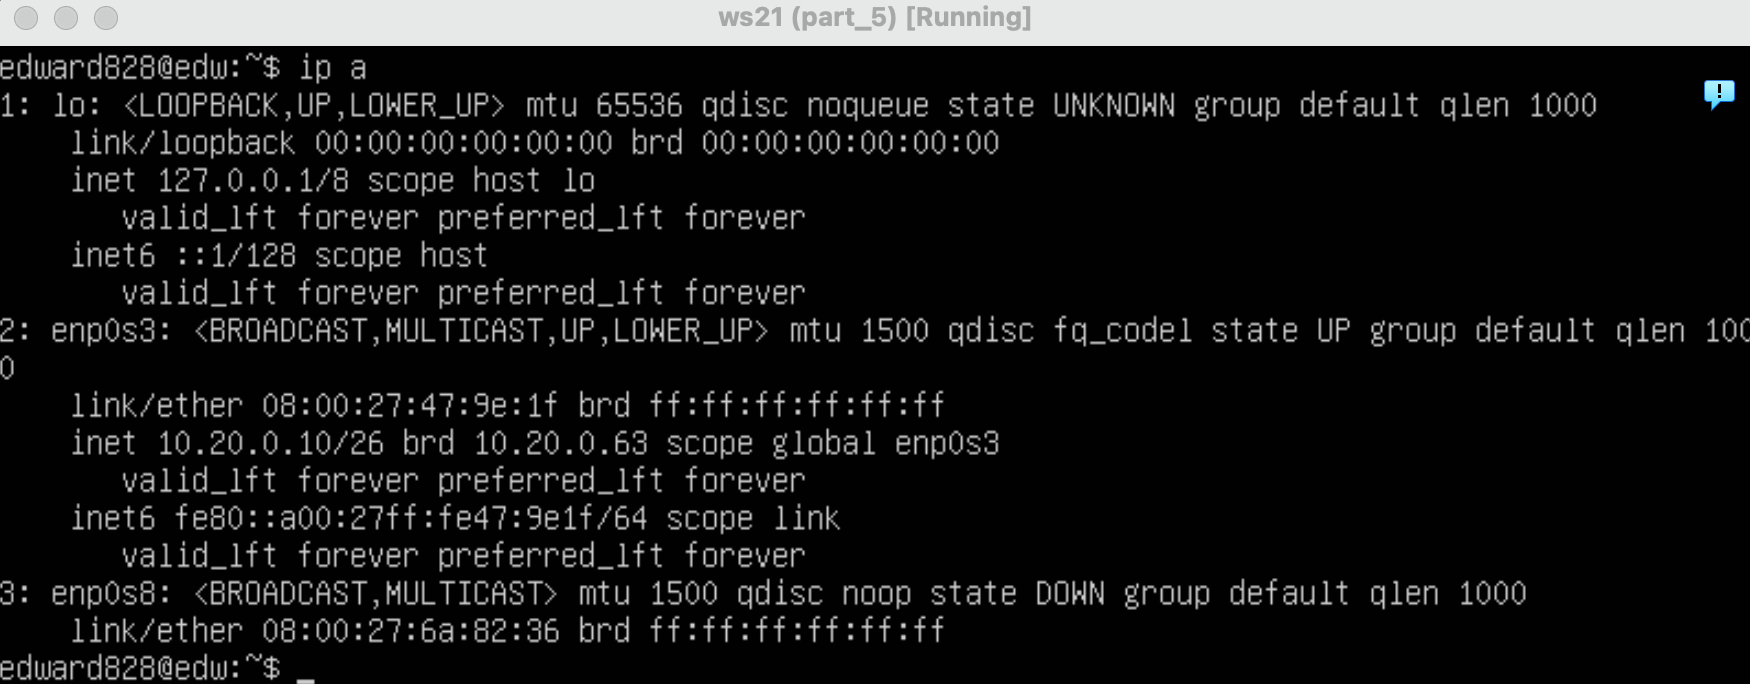 ws21 (part_5) [Running]
edward828@edw:~$ ip a
1: lo: <LOOPBACK,UP,LOWER_UP> mtu 65536 qdisc noqueue state UNKNOWN group default qlen 1000
    link/loopback 00:00:00:00:00:00 brd 00:00:00:00:00:00
    inet 127.0.0.1/8 scope host lo
       valid_lft forever preferred_lft forever
    inet6 ::1/128 scope host
       valid_lft forever preferred_lft forever
2: enp0s3: <BROADCAST,MULTICAST,UP,LOWER_UP> mtu 1500 qdisc fq_codel state UP group default qlen 100
0
    link/ether 08:00:27:47:9e:1f brd ff:ff:ff:ff:ff:ff
    inet 10.20.0.10/26 brd 10.20.0.63 scope global enp0s3
       valid_lft forever preferred_lft forever
    inet6 fe80::a00:27ff:fe47:9e1f/64 scope link
       valid_lft forever preferred_lft forever
3: enp0s8: <BROADCAST,MULTICAST> mtu 1500 qdisc noop state DOWN group default qlen 1000
    link/ether 08:00:27:6a:82:36 brd ff:ff:ff:ff:ff:ff
edward828@edw:~$ _